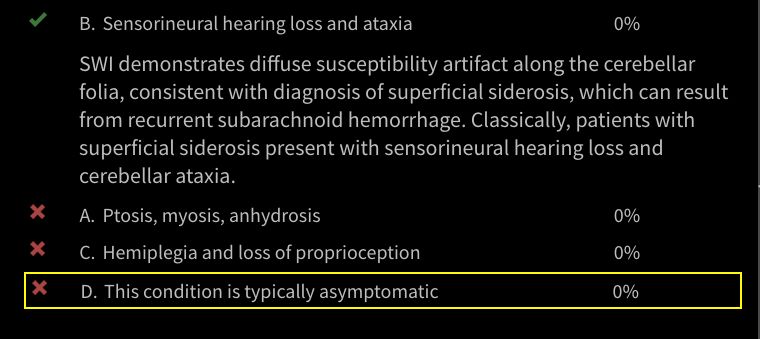 B. Sensorineural hearing loss and ataxia 0%
SWI demonstrates diffuse susceptibility artifact along the cerebellar
folia, consistent with diagnosis of superficial siderosis, which can result
from recurrent subarachnoid hemorrhage. Classically, patients with
superficial siderosis present with sensorineural hearing loss and
cerebellar ataxia.
A. Ptosis, myosis, anhydrosis 0%
C. Hemiplegia and loss of proprioception 0%
D. This condition is typically asymptomatic 0%